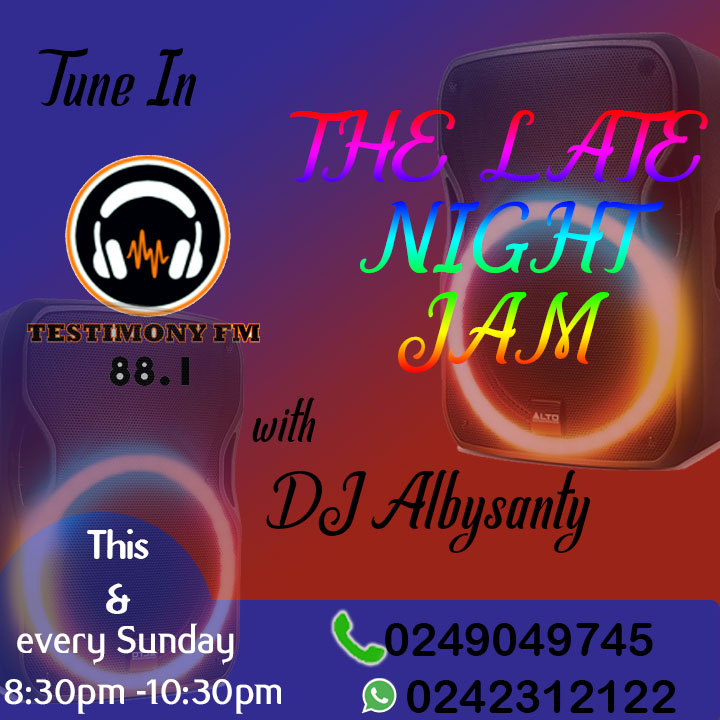 Tune In
THE LATE
NIGHT
JAM
TESTIMONY FM
88.1
ALTO
with
DJ Albysanty
This
&
every Sunday
8:30pm -10:30pm
0249049745
0242312122